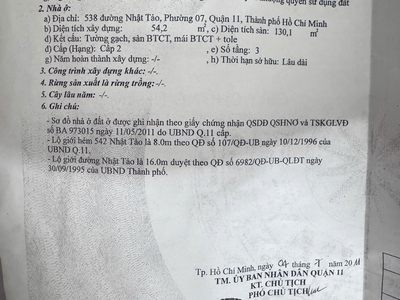 quyền sử dụng đất
2. Nhà ở:
a) Địa chỉ: 538 đường Nhật Tảo, Phường 07, Quận 11, Thành phố Hồ Chí Minh
b) Diện tích xây dựng: 54,2 m² , c) Diện tích sàn: 130,1 m²
d) Kết cấu: Tường gạch, sàn BTCT, mái BTCT + tole
đ) Cấp (Hạng): Cấp 2 , e) Số tầng: 3
g) Năm hoàn thành xây dựng: -/- , h) Thời hạn sở hữu: Lâu dài
3. Công trình xây dựng khác: -/-.
4. Rừng sản xuất là rừng trồng: -/-.
5. Cây lâu năm: -/-.
6. Ghi chú:
- Sơ đồ nhà ở đất ở được ghi nhận theo giấy chứng nhận QSDĐ QSHNƠ và TSKGLVĐ
số BA 973015 ngày 11/05/2011 do UBND Q.11 cấp.
- Lộ giới hẻm 542 Nhật Tảo là 8.0m theo QĐ số 107/QĐ-UB ngày 10/12/1996 của
UBND Q.11.
- Lộ giới đường Nhật Tảo là 16.0m duyệt theo QĐ số 6982/QĐ-UB-QLĐT ngày
30/09/1995 của UBND Thành phố.
Tp. Hồ Chí Minh, ngày 04 tháng 7 năm 2011
TM. ỦY BAN NHÂN DÂN QUẬN 11
KT. CHỦ TỊCH
PHÓ CHỦ TỊCH